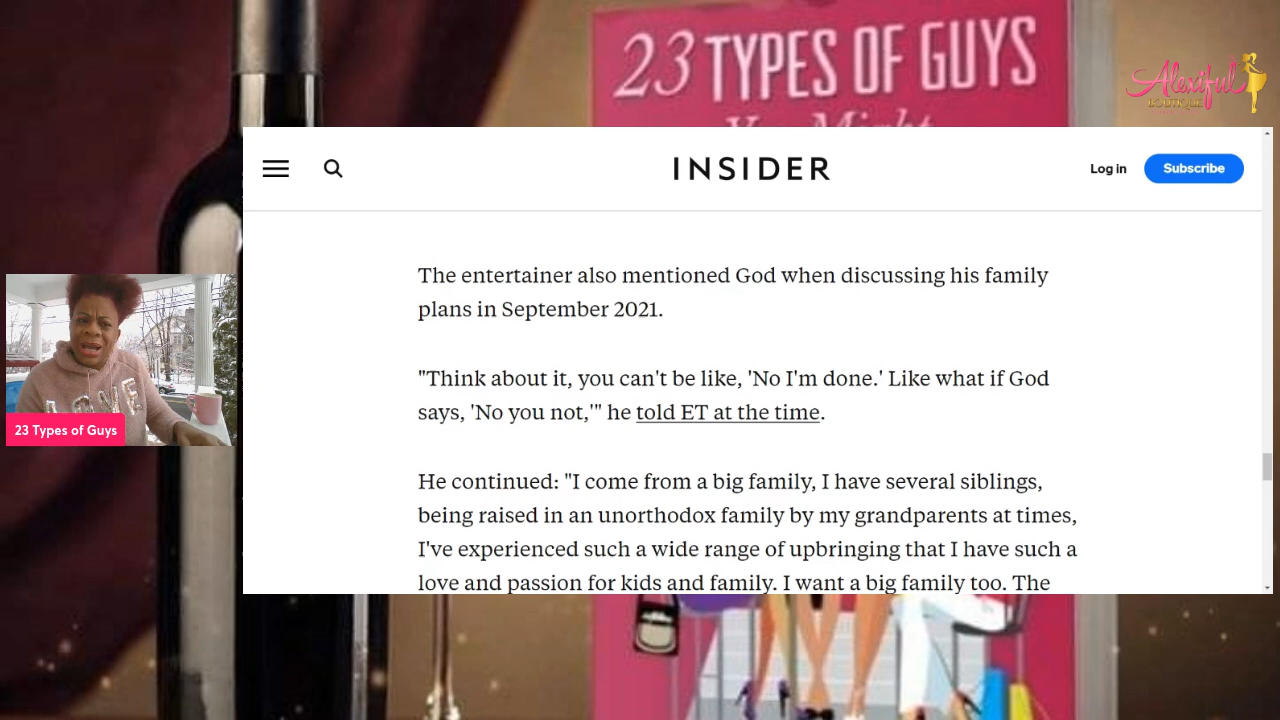 23 TYPES OF GUYS
You Might
Alexiful
BOUTIQUE
INSIDER
Log in
Subscribe
The entertainer also mentioned God when discussing his family
plans in September 2021.
"Think about it, you can't be like, 'No I'm done.' Like what if God
says, 'No you not,'" he told ET at the time.
He continued: "I come from a big family, I have several siblings,
being raised in an unorthodox family by my grandparents at times,
I've experienced such a wide range of upbringing that I have such a
love and passion for kids and family. I want a big family too. The
LOVE
23 Types of Guys